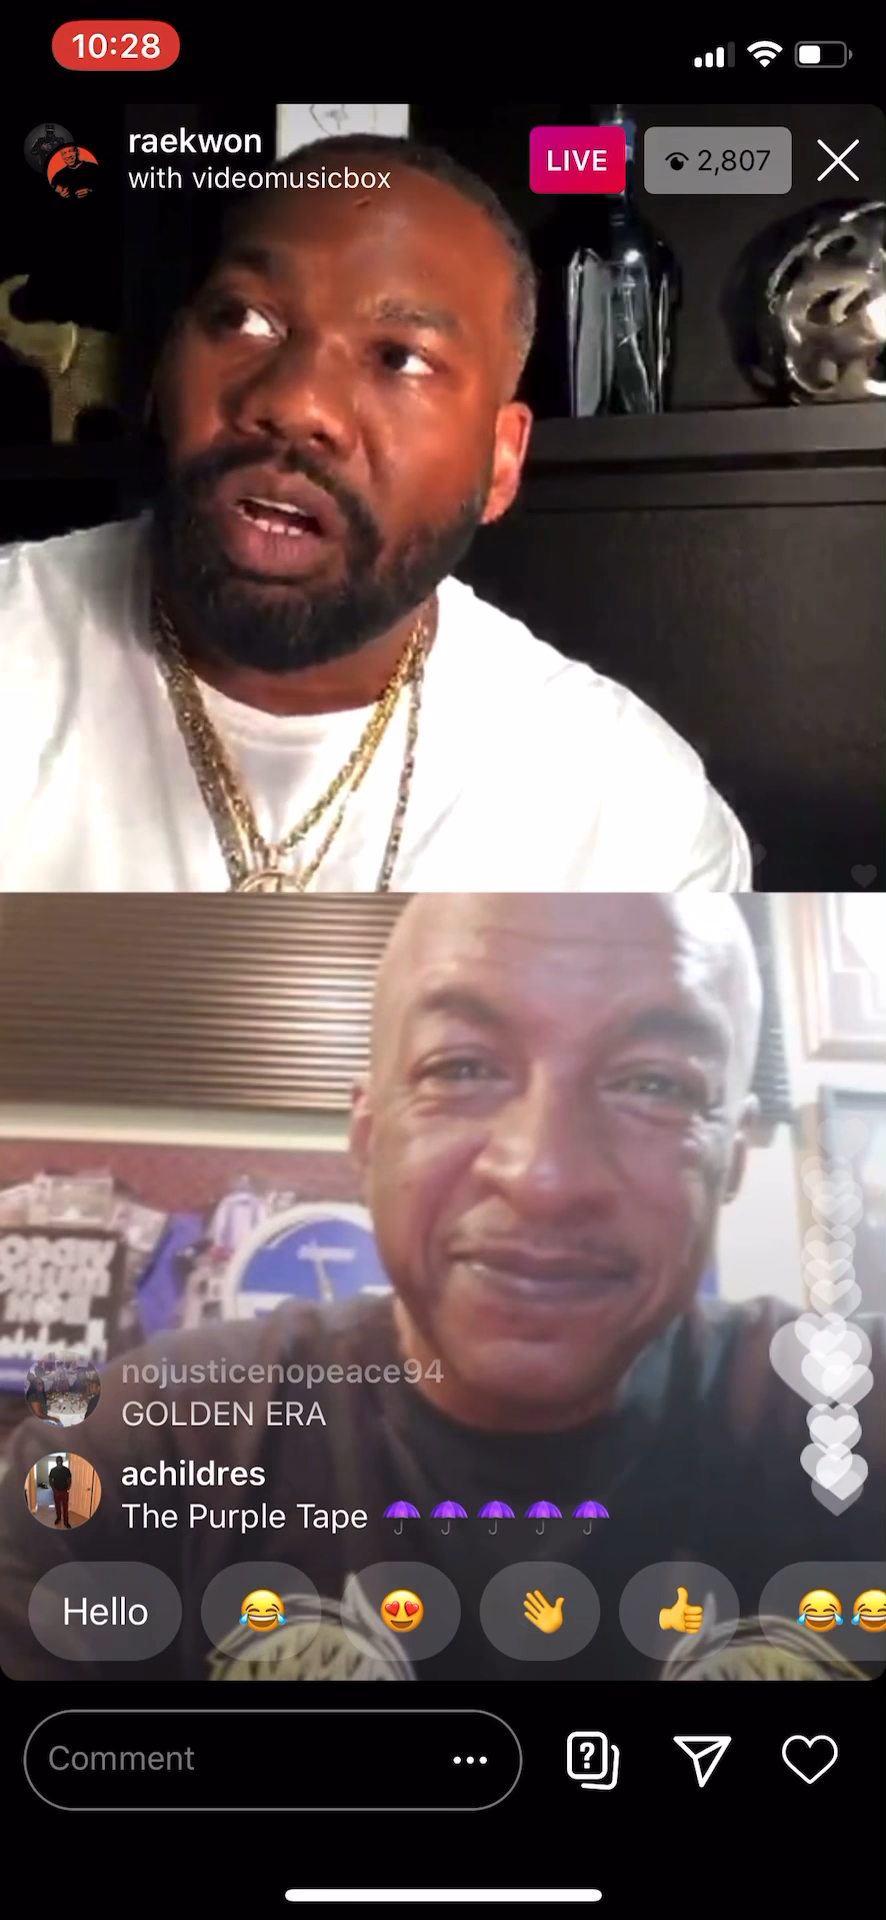 10:28
raekwon
with videomusicbox
LIVE
2,807
nojusticenopeace94
GOLDEN ERA
achildres
The Purple Tape ☂☂☂☂☂
Hello
😂
😍
👋
👍
😂😂
Comment